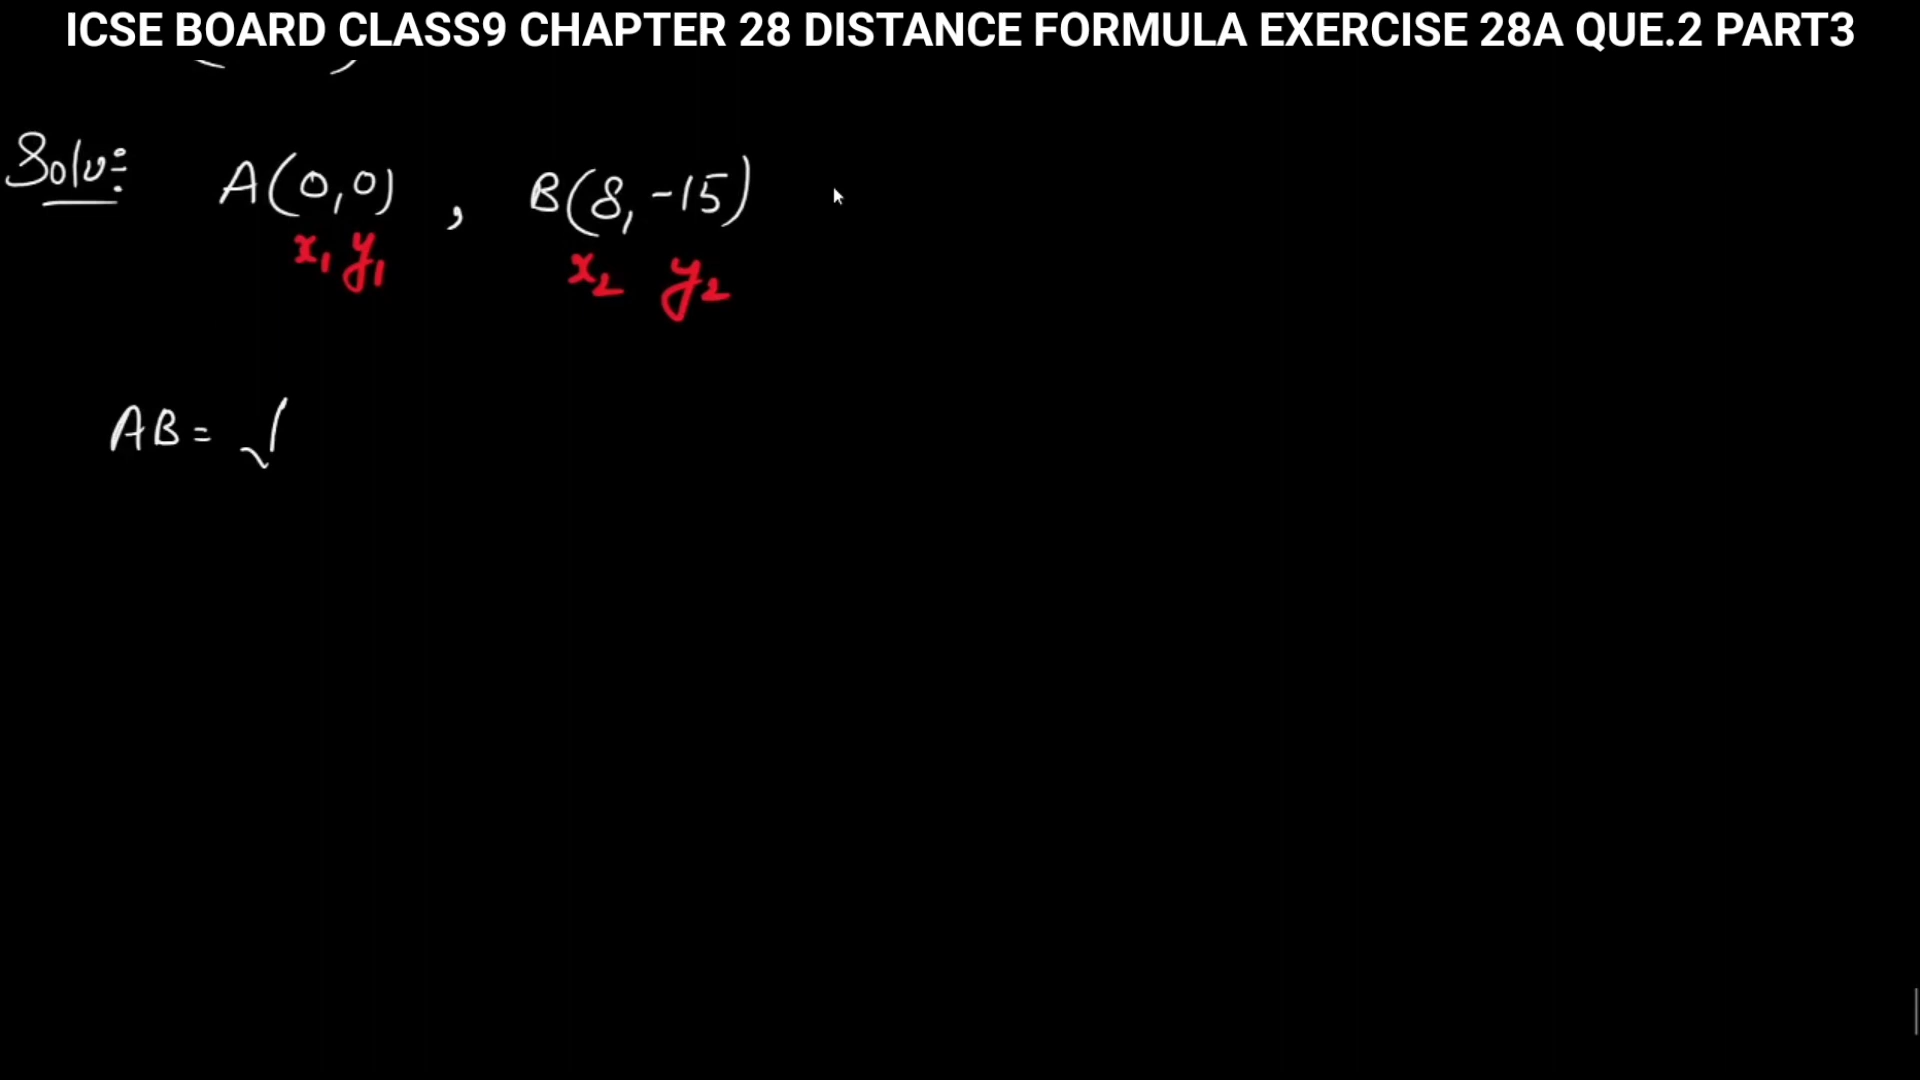 ICSE BOARD CLASS9 CHAPTER 28 DISTANCE FORMULA EXERCISE 28A QUE.2 PART3
Solu:- A(0,0) , B(8,-15)
x₁ y₁ x₂ y₂
AB = √